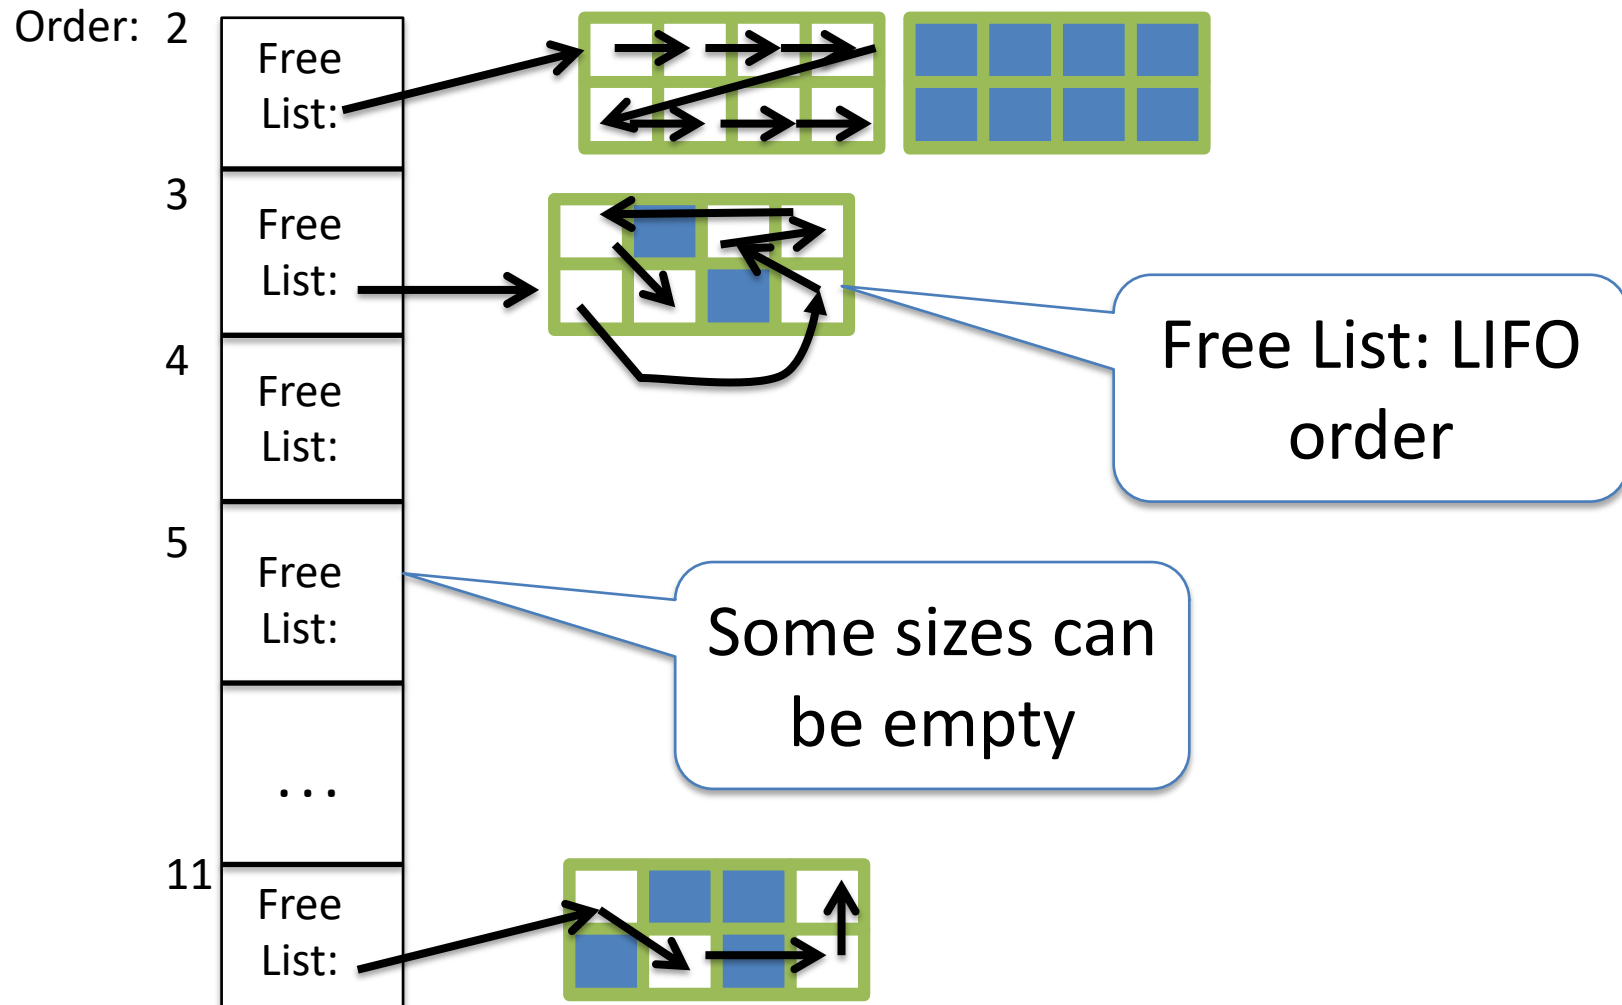 Order: 2
Free
List:
3
Free
List:
4
Free
List:
Free List: LIFO
order
5
Free
List:
Some sizes can
be empty
...
11
Free
List: